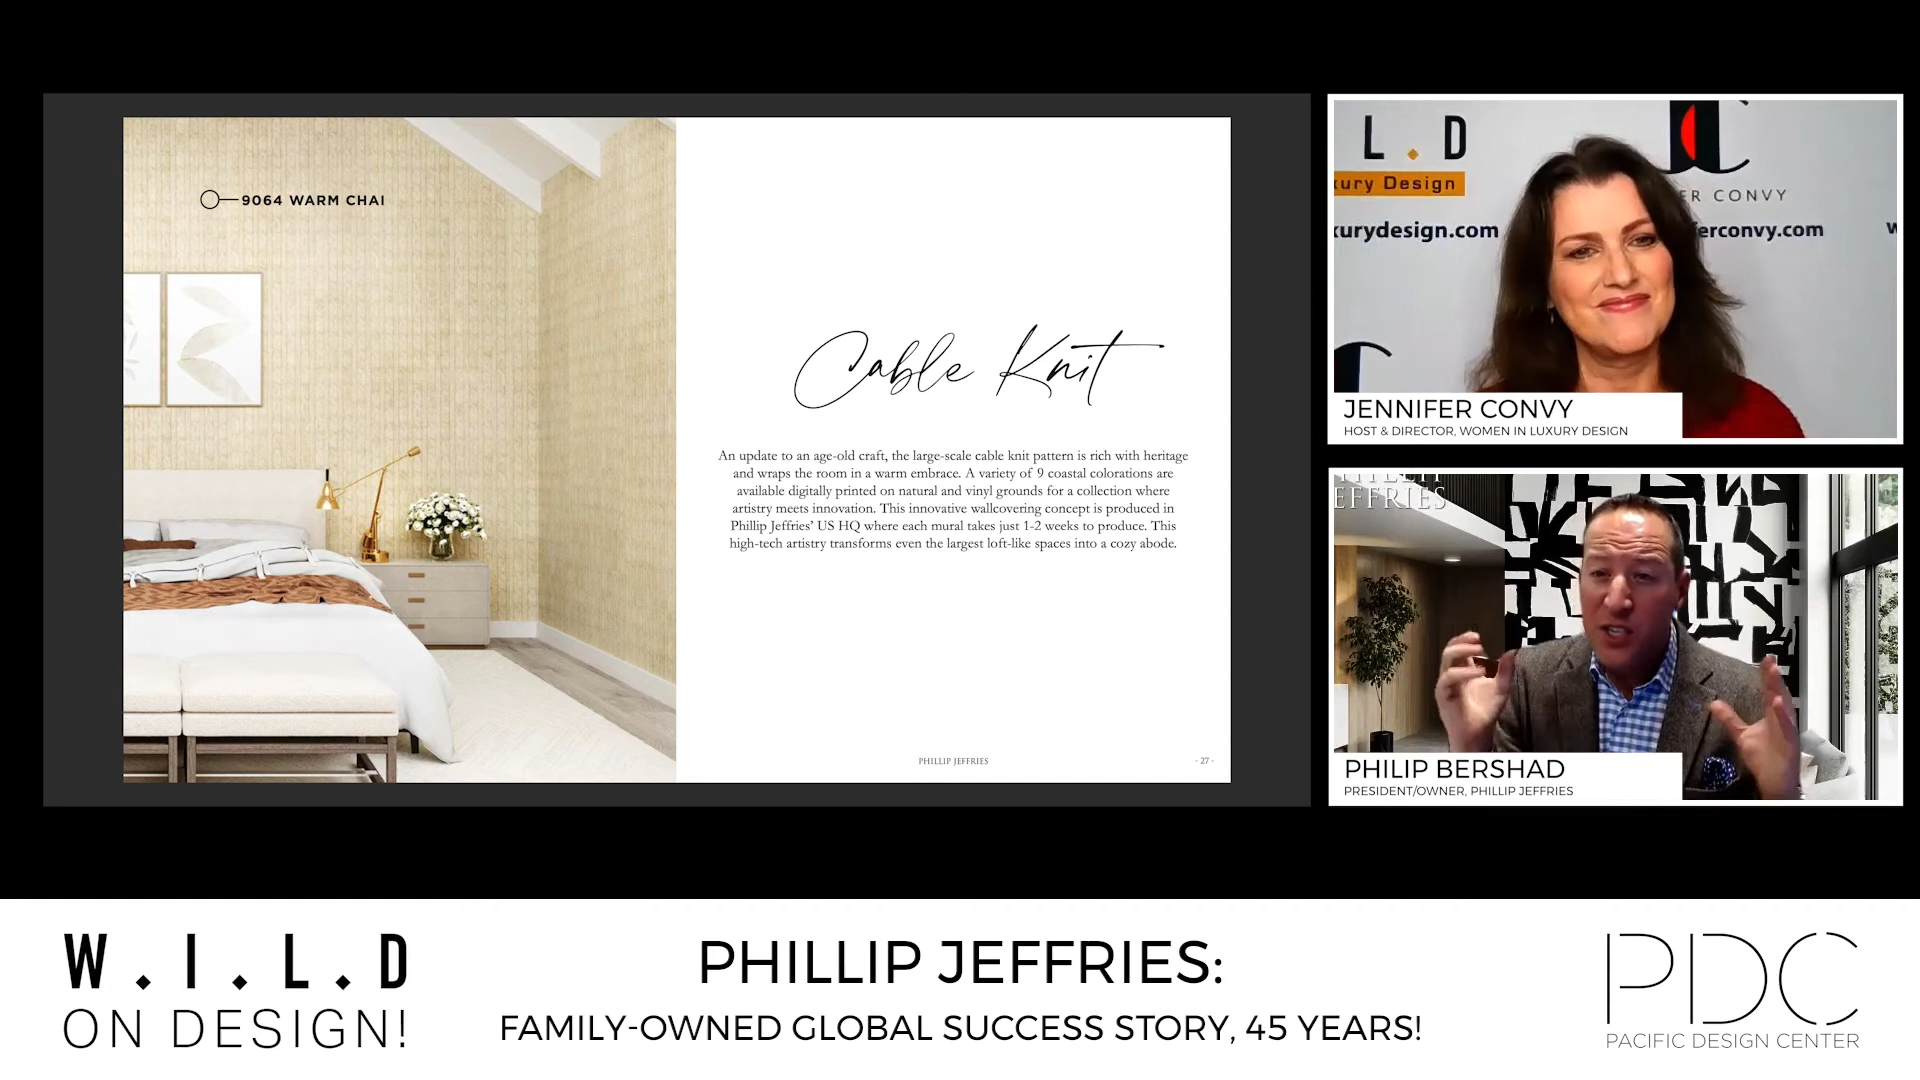 9064 WARM CHAI
Cable Knit
An update to an age-old craft, the large-scale cable knit pattern is rich with heritage
and wraps the room in a warm embrace. A variety of 9 coastal colorations are
available digitally printed on natural and vinyl grounds for a collection where
artistry meets innovation. This innovative wallcovering concept is produced in
Phillip Jeffries’ US HQ where each mural takes just 1-2 weeks to produce. This
high-tech artistry transforms even the largest loft-like spaces into a cozy abode.
PHILLIP JEFFRIES
- 27 -
L . D
xury Design
xurydesign.com
ER CONVY
ferconvy.com
w
JENNIFER CONVY
HOST & DIRECTOR, WOMEN IN LUXURY DESIGN
EFFRIES
PHILIP BERSHAD
PRESIDENT/OWNER, PHILLIP JEFFRIES
W.I.L.D
ON DESIGN!
PHILLIP JEFFRIES:
FAMILY-OWNED GLOBAL SUCCESS STORY, 45 YEARS!
PDC
PACIFIC DESIGN CENTER